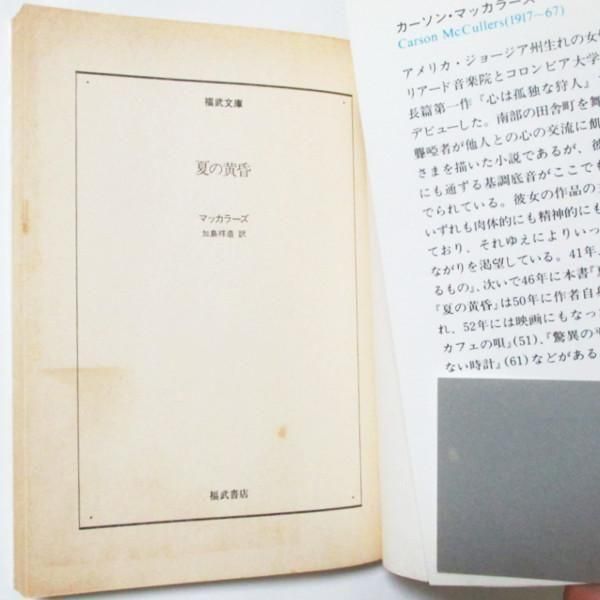 福武文庫
夏の黄昏
マッカラーズ
加島祥造 訳
福武書店
カーソン・マッカラーズ
Carson McCullers(1917〜67)
アメリカ・ジョージア州生れの女
リアード音楽院とコロンビア大学
長篇第一作『心は孤独な狩人』
デビューした。南部の田舎町を舞
聾啞者が他人との心の交流に飢
さまを描いた小説であるが、彼
にも通ずる基調底音がここで
でられている。彼女の作品の
いずれも肉体的にも精神的にも
ており、それゆえによりいっ
ながりを渇望している。41年、
るもの』、次いで46年に本書『
『夏の黄昏』は50年に作者自身
れ、52年には映画にもなっ
カフェの唄』(51)、『驚異の
ない時計』(61)などがある